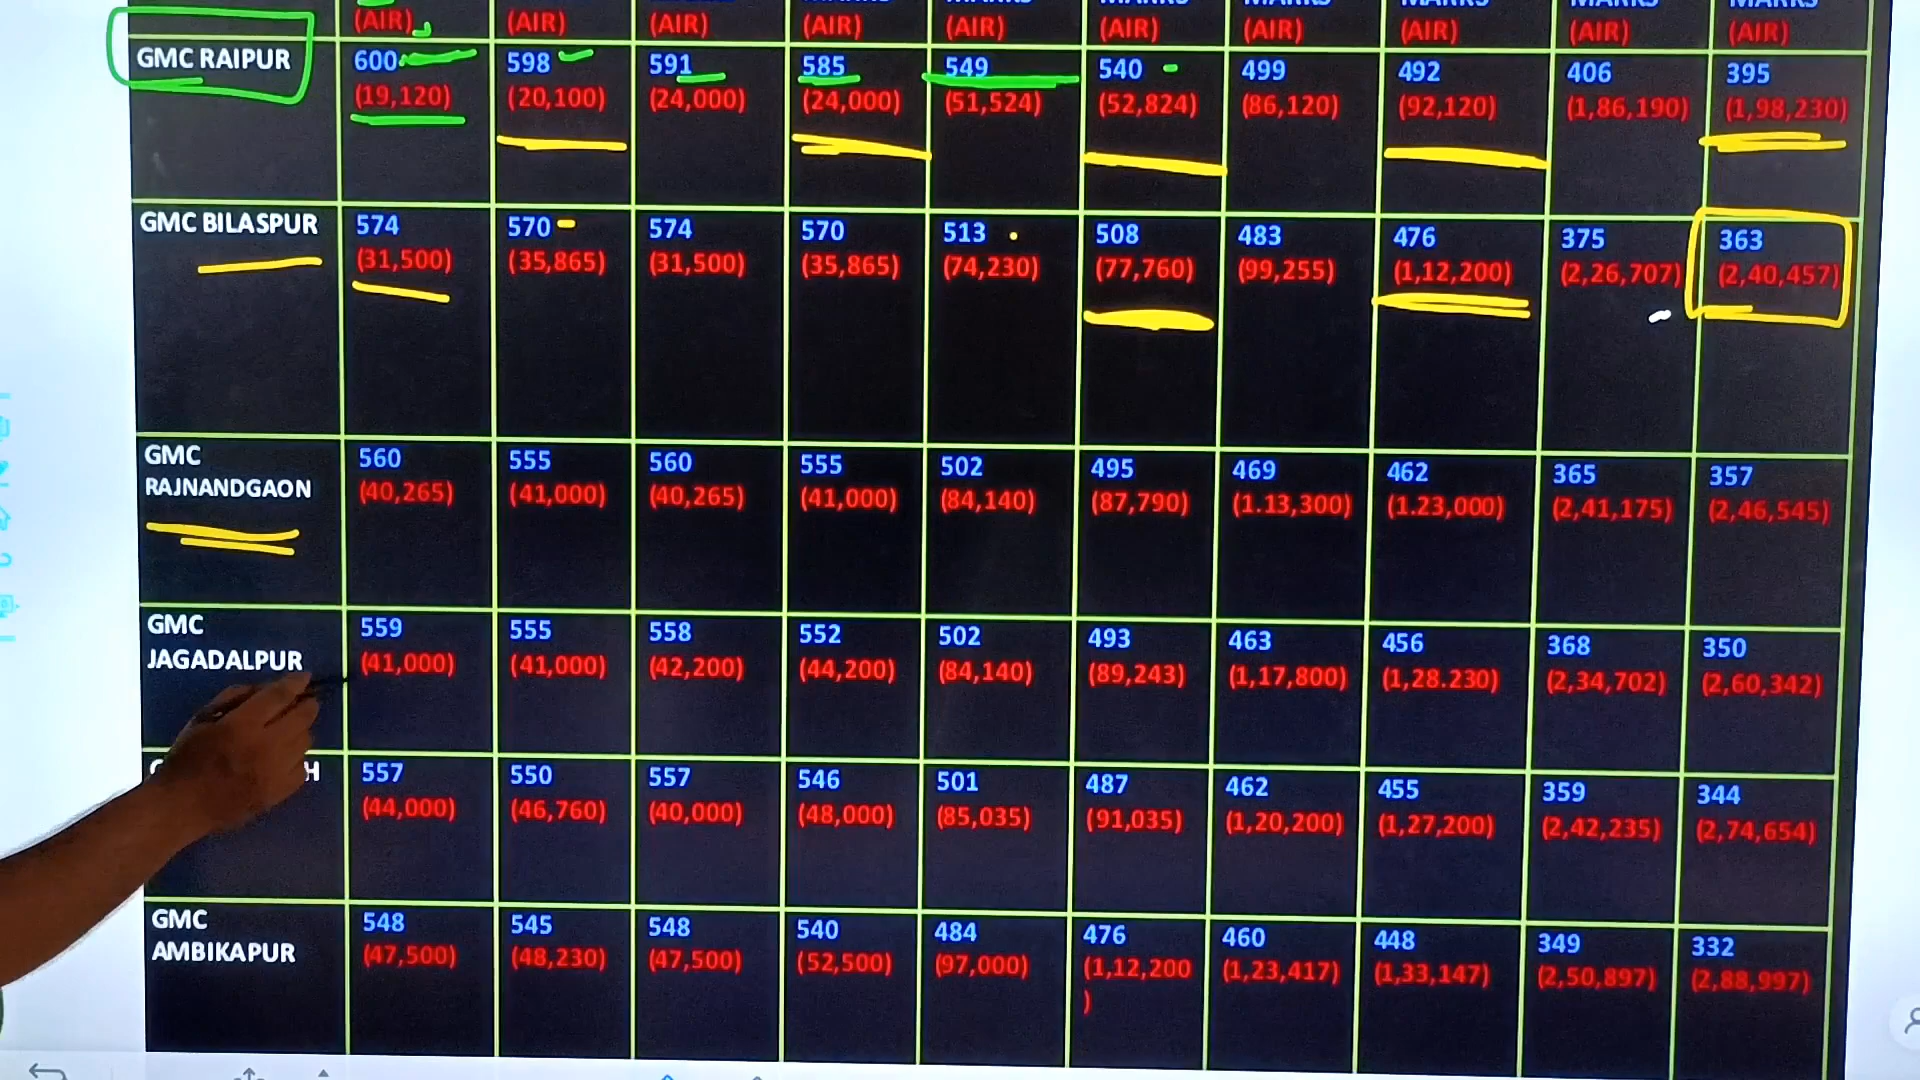 MARKS MARKS MARKS MARKS MARKS MARKS
(AIR) (AIR) (AIR) (AIR) (AIR) (AIR) (AIR) (AIR) (AIR) (AIR)
GMC RAIPUR 600 598 591 585 549 540 499 492 406 395
(19,120) (20,100) (24,000) (24,000) (51,524) (52,824) (86,120) (92,120) (1,86,190) (1,98,230)
GMC BILASPUR 574 570 574 570 513 508 483 476 375 363
(31,500) (35,865) (31,500) (35,865) (74,230) (77,760) (99,255) (1,12,200) (2,26,707) (2,40,457)
GMC 560 555 560 555 502 495 469 462 365 357
RAJNANDGAON (40,265) (41,000) (40,265) (41,000) (84,140) (87,790) (1.13,300) (1.23,000) (2,41,175) (2,46,545)
GMC 559 555 558 552 502 493 463 456 368 350
JAGADALPUR (41,000) (41,000) (42,200) (44,200) (84,140) (89,243) (1,17,800) (1,28.230) (2,34,702) (2,60,342)
557 550 557 546 501 487 462 455 359 344
(44,000) (46,760) (40,000) (48,000) (85,035) (91,035) (1,20,200) (1,27,200) (2,42,235) (2,74,654)
GMC 548 545 548 540 484 476 460 448 349 332
AMBIKAPUR (47,500) (48,230) (47,500) (52,500) (97,000) (1,12,200 (1,23,417) (1,33,147) (2,50,897) (2,88,997)
)